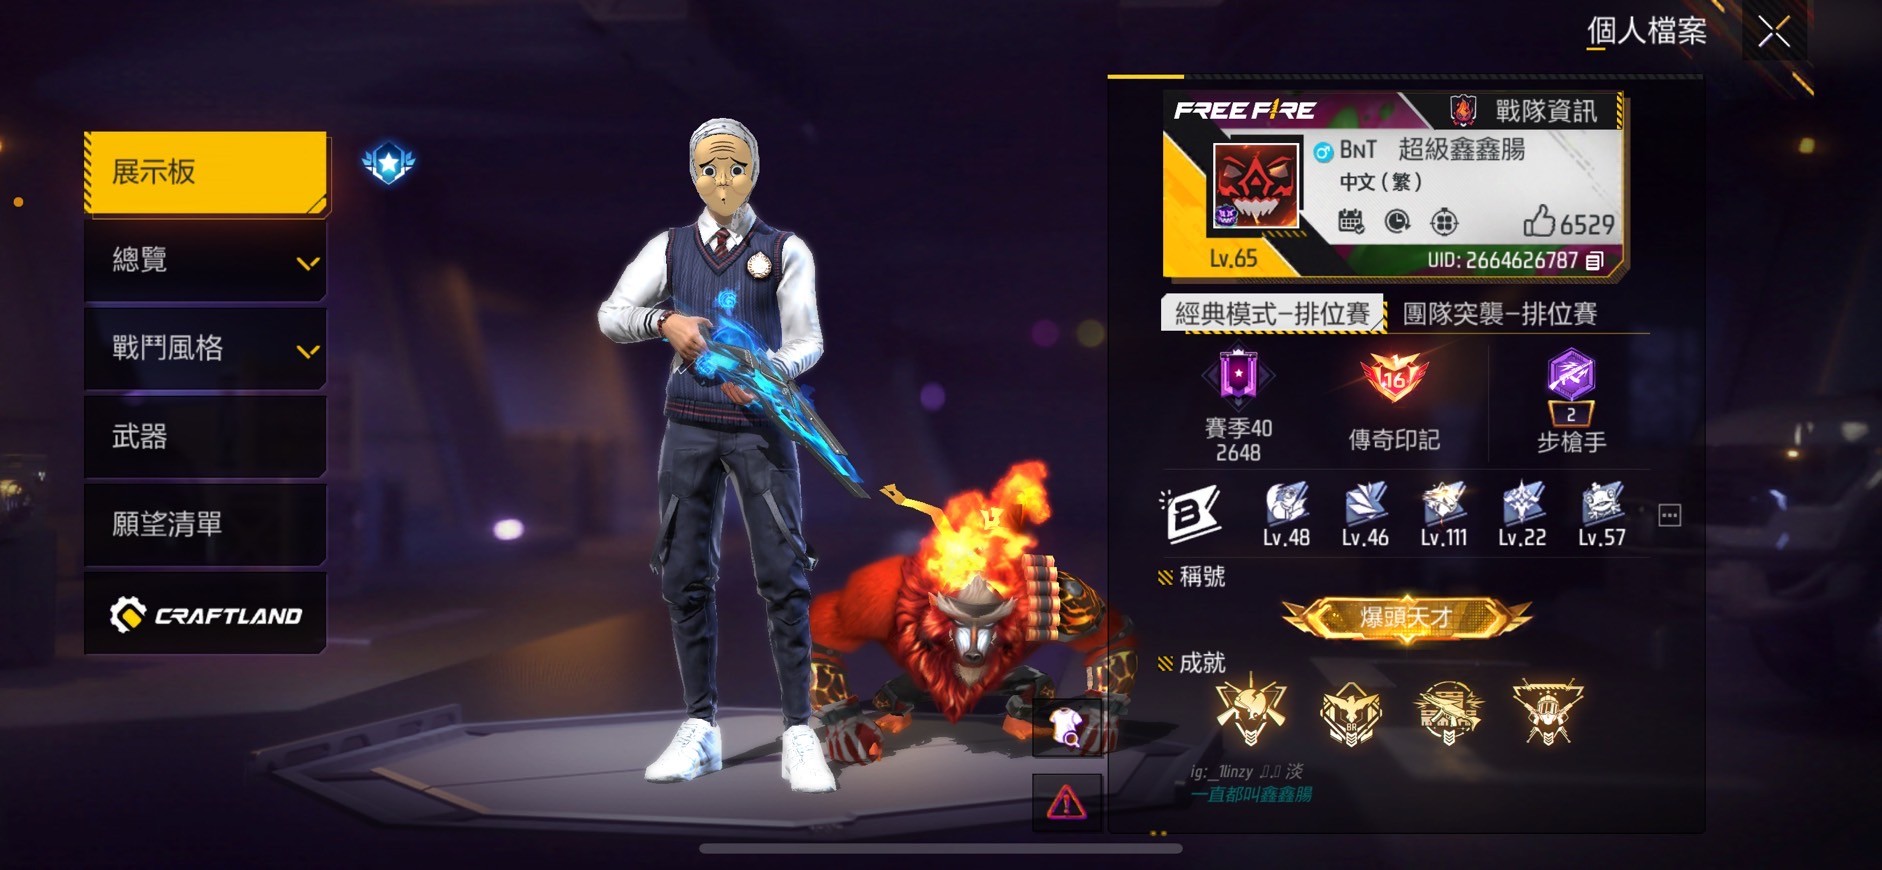 個人檔案
展示板
總覽
戰鬥風格
武器
願望清單
CRAFTLAND
FREE FIRE
戰隊資訊
BNT 超級鑫鑫腸
中文(繁)
6529
Lv.65
UID: 2664626787
經典模式-排位賽
團隊突襲-排位賽
賽季40
2648
16
傳奇印記
2
步槍手
B
Lv.48
Lv.46
Lv.111
Lv.22
Lv.57
稱號
爆頭天才
成就
BR
ig:_1linzy 淡
一直都叫鑫鑫腸